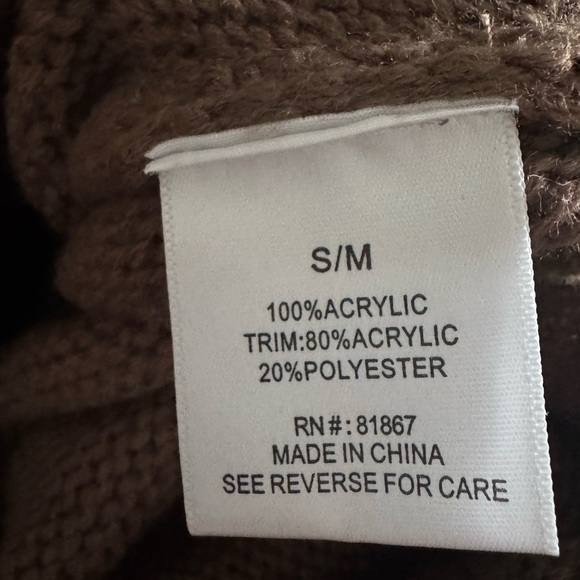 S/M
100%ACRYLIC
TRIM:80%ACRYLIC
20%POLYESTER
RN#:81867
MADE IN CHINA
SEE REVERSE FOR CARE